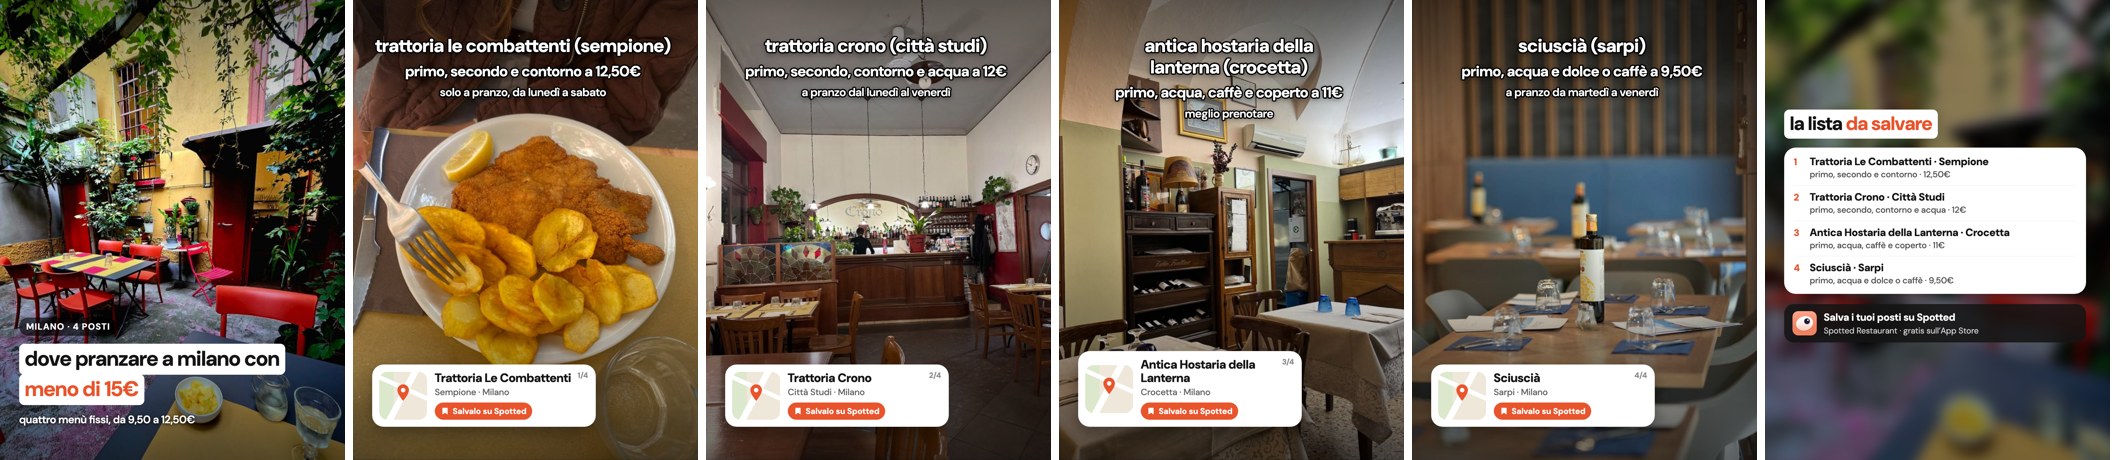 MILANO · 4 POSTI
dove pranzare a milano con
meno di 15€
quattro menù fissi, da 9,50 a 12,50€
trattoria le combattenti (sempione)
primo, secondo e contorno a 12,50€
solo a pranzo, da lunedì a sabato
Trattoria Le Combattenti 1/4
Sempione · Milano
Salvalo su Spotted
trattoria crono (città studi)
primo, secondo, contorno e acqua a 12€
a pranzo dal lunedì al venerdì
Crono
Trattoria Crono 2/4
Città Studi · Milano
Salvalo su Spotted
antica hostaria della
lanterna (crocetta)
primo, acqua, caffè e coperto a 11€
meglio prenotare
Antica Hostaria della 3/4
Lanterna
Crocetta · Milano
Salvalo su Spotted
sciuscià (sarpi)
primo, acqua e dolce o caffè a 9,50€
a pranzo da martedì a venerdì
Sciuscià 4/4
Sarpi · Milano
Salvalo su Spotted
la lista da salvare
1 Trattoria Le Combattenti · Sempione
primo, secondo e contorno · 12,50€
2 Trattoria Crono · Città Studi
primo, secondo, contorno e acqua · 12€
3 Antica Hostaria della Lanterna · Crocetta
primo, acqua, caffè e coperto · 11€
4 Sciuscià · Sarpi
primo, acqua e dolce o caffè · 9,50€
Salva i tuoi posti su Spotted
Spotted Restaurant · gratis sull'App Store